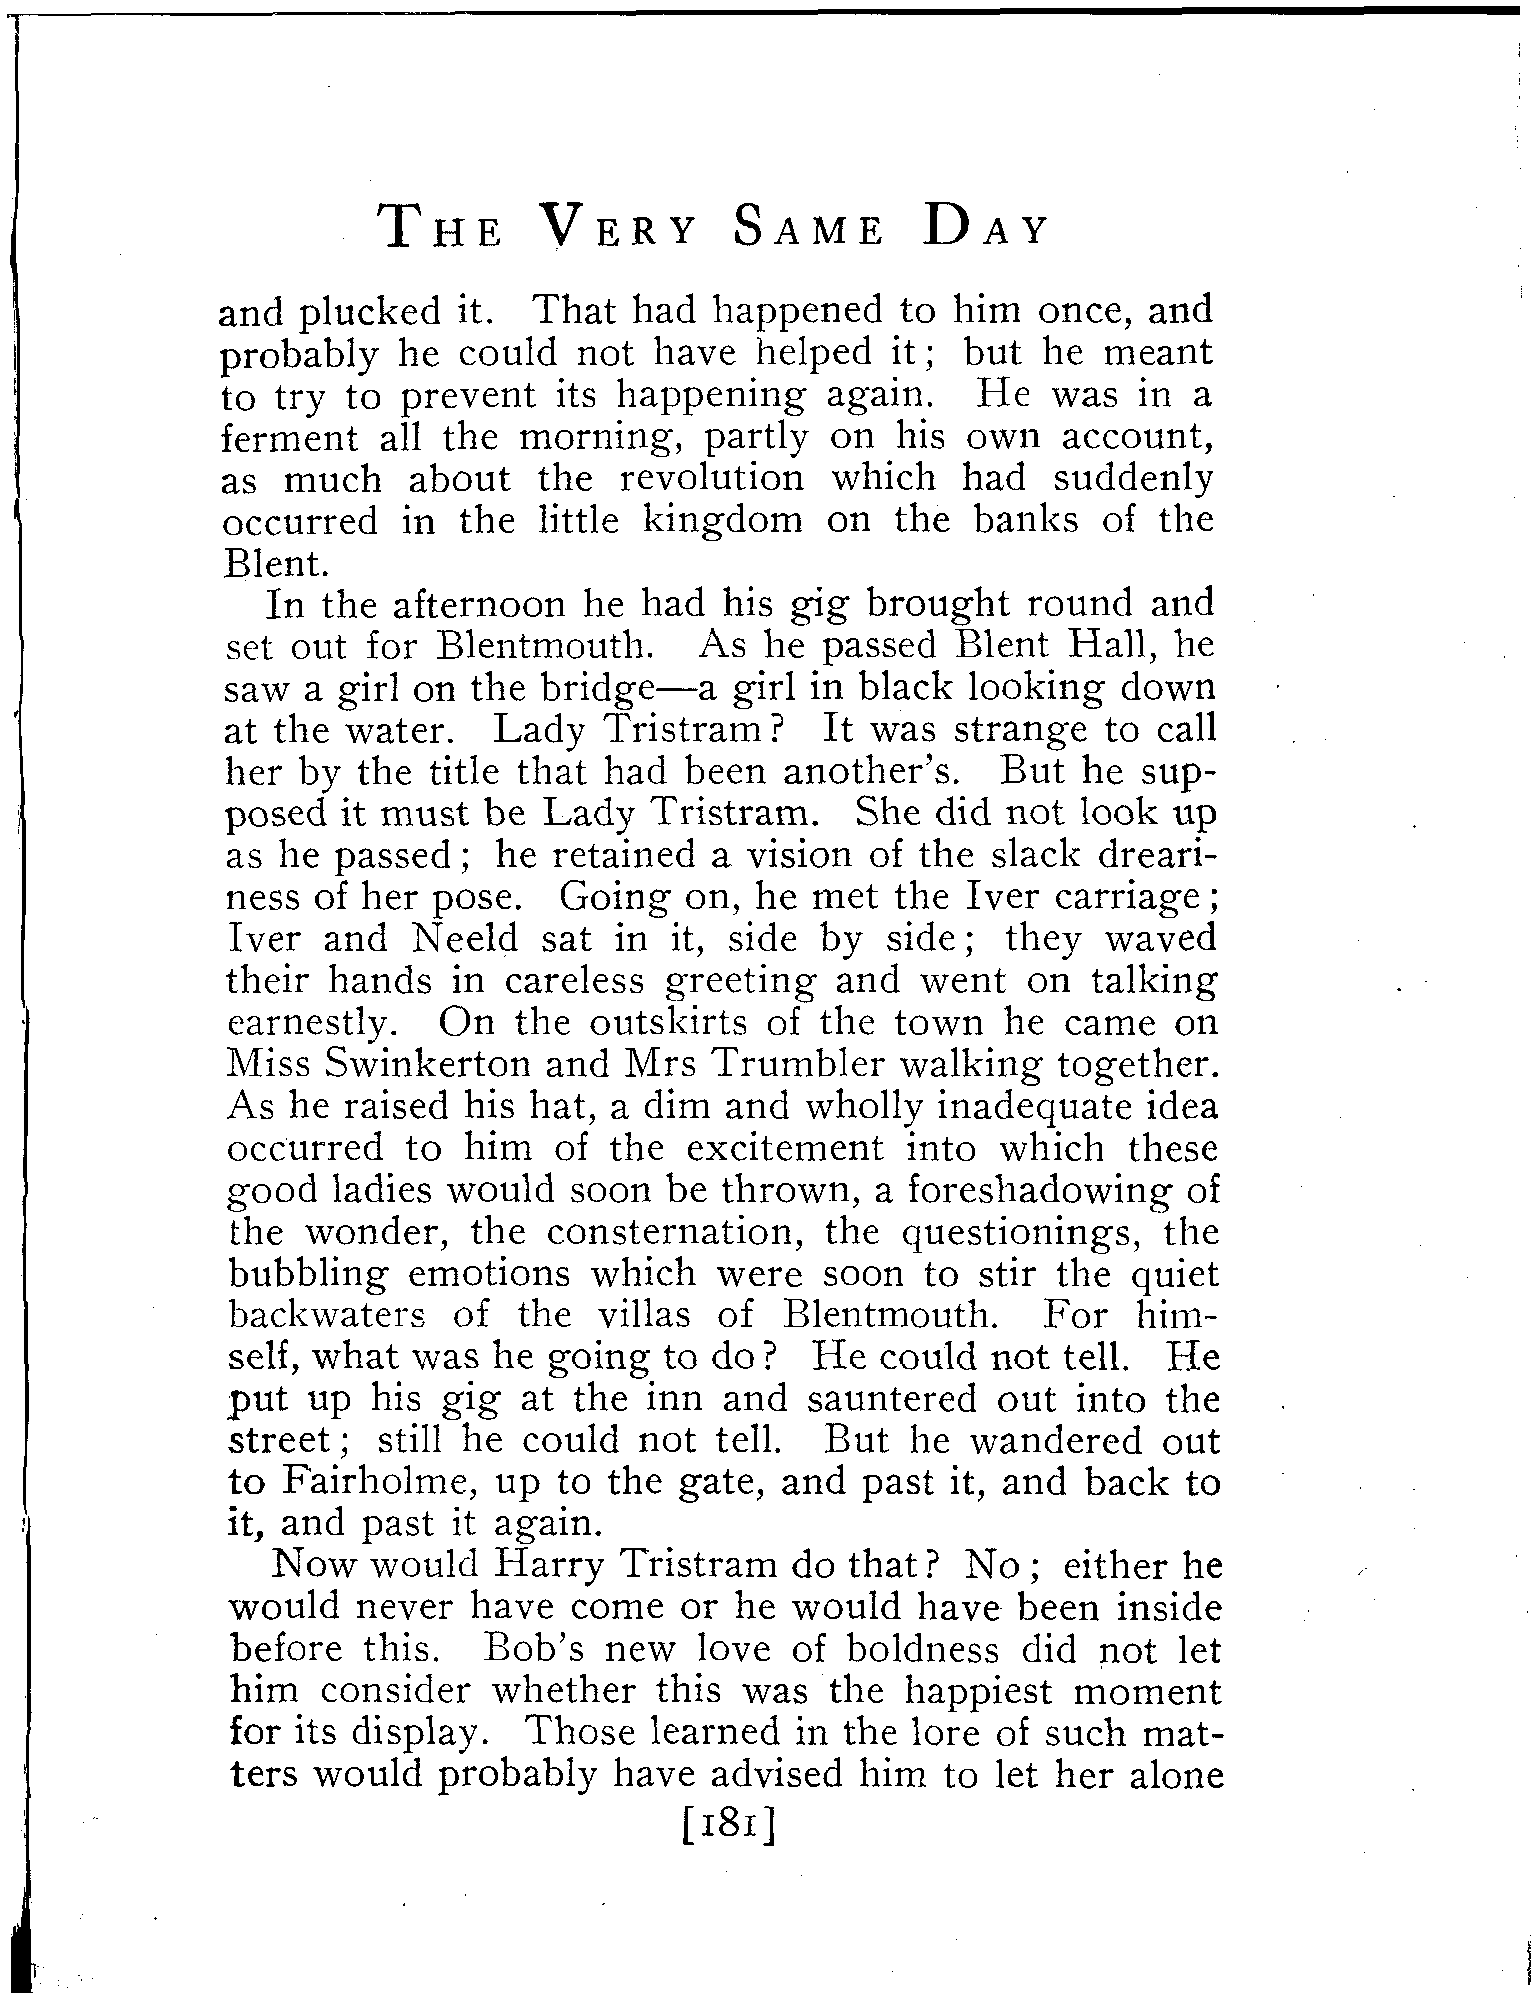 The Very Same Day
and plucked it. That had happened to him once, and
probably he could not have helped it; but he meant
to try to prevent its happening again. He was in a
ferment all the morning, partly on his own account,
as much about the revolution which had suddenly
occurred in the little kingdom on the banks of the
Blent.
In the afternoon he had his gig brought round and
set out for Blentmouth. As he passed Blent Hall, he
saw a girl on the bridge—a girl in black looking down
at the water. Lady Tristram? It was strange to call
her by the title that had been another's. But he sup-
posed it must be Lady Tristram. She did not look up
as he passed; he retained a vision of the slack dreari-
ness of her pose. Going on, he met the Iver carriage;
Iver and Neeld sat in it, side by side; they waved
their hands in careless greeting and went on talking
earnestly. On the outskirts of the town he came on
Miss Swinkerton and Mrs Trumbler walking together.
As he raised his hat, a dim and wholly inadequate idea
occurred to him of the excitement into which these
good ladies would soon be thrown, a foreshadowing of
the wonder, the consternation, the questionings, the
bubbling emotions which were soon to stir the quiet
backwaters of the villas of Blentmouth. For him-
self, what was he going to do? He could not tell. He
put up his gig at the inn and sauntered out into the
street; still he could not tell. But he wandered out
to Fairholme, up to the gate, and past it, and back to
it, and past it again.
Now would Harry Tristram do that? No; either he
would never have come or he would have been inside
before this. Bob's new love of boldness did not let
him consider whether this was the happiest moment
for its display. Those learned in the lore of such mat-
ters would probably have advised him to let her alone
[181]